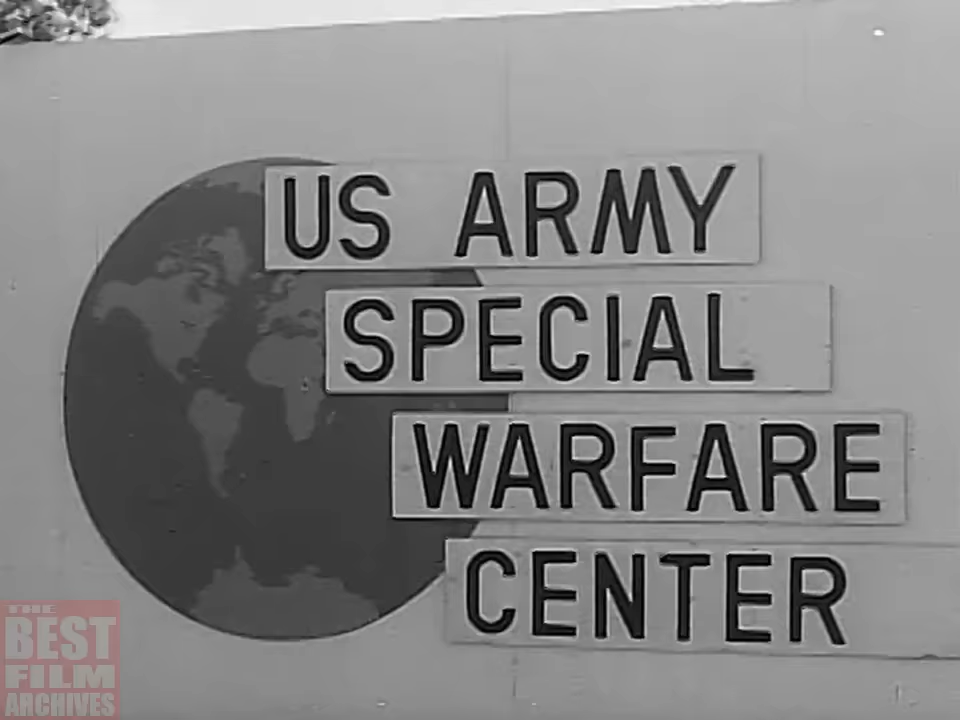 US ARMY
SPECIAL
WARFARE
CENTER
THE
BEST
FILM
ARCHIVES